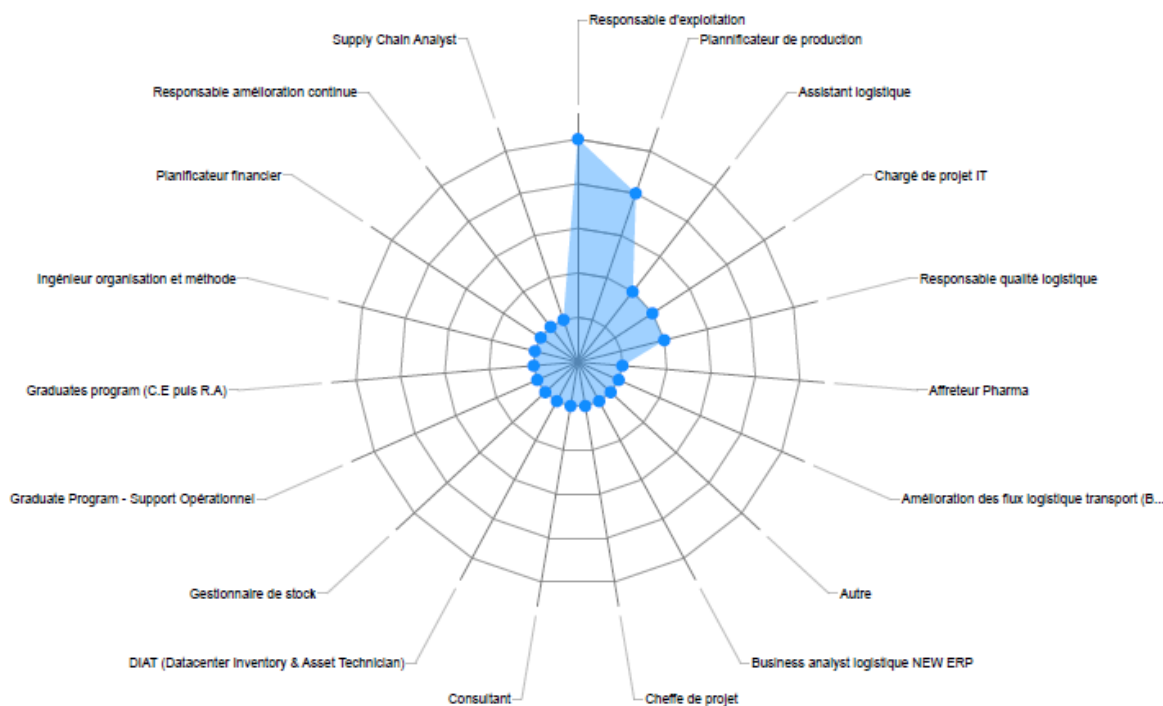 Responsable d'exploitation
Plannificateur de production
Assistant logistique
Chargé de projet IT
Responsable qualité logistique
Affreteur Pharma
Amélioration des flux logistique transport (B...
Autre
Business analyst logistique NEW ERP
Cheffe de projet
Consultant
DIAT (Datacenter Inventory & Asset Technician)
Gestionnaire de stock
Graduate Program - Support Opérationnel
Graduates program (C.E puis R.A)
Ingénieur organisation et méthode
Planificateur financier
Responsable amélioration continue
Supply Chain Analyst